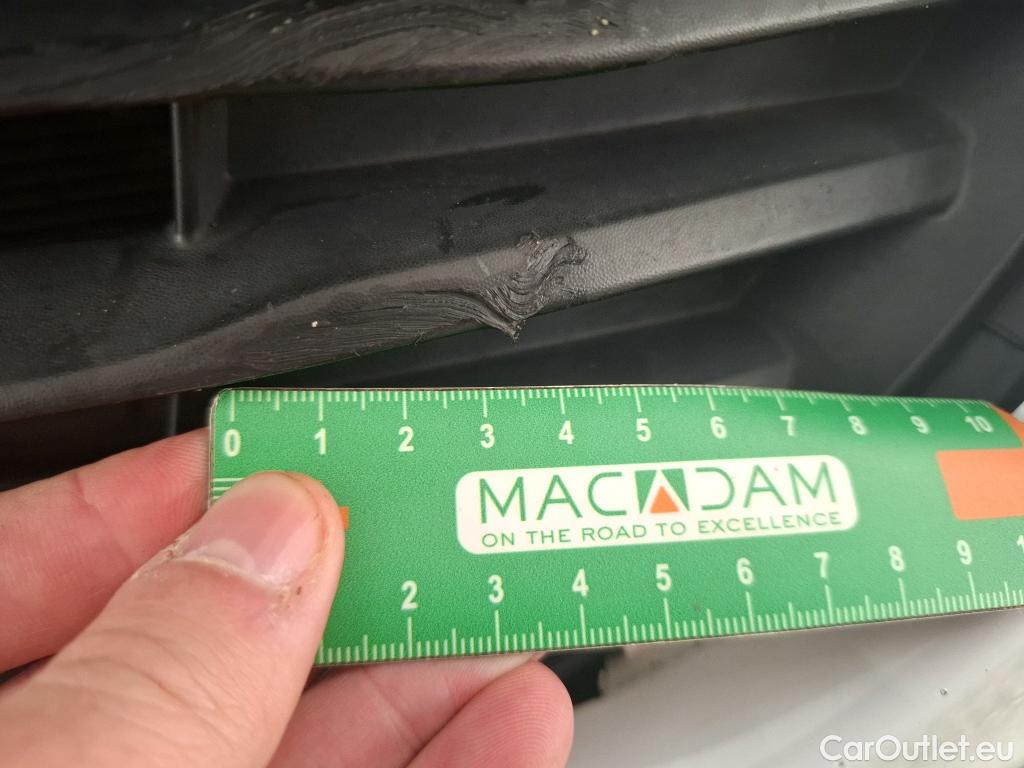 0 1 2 3 4 5 6 7 8 9 10
MACADAM
ON THE ROAD TO EXCELLENCE
2 3 4 5 6 7 8 9
CarOutlet.eu